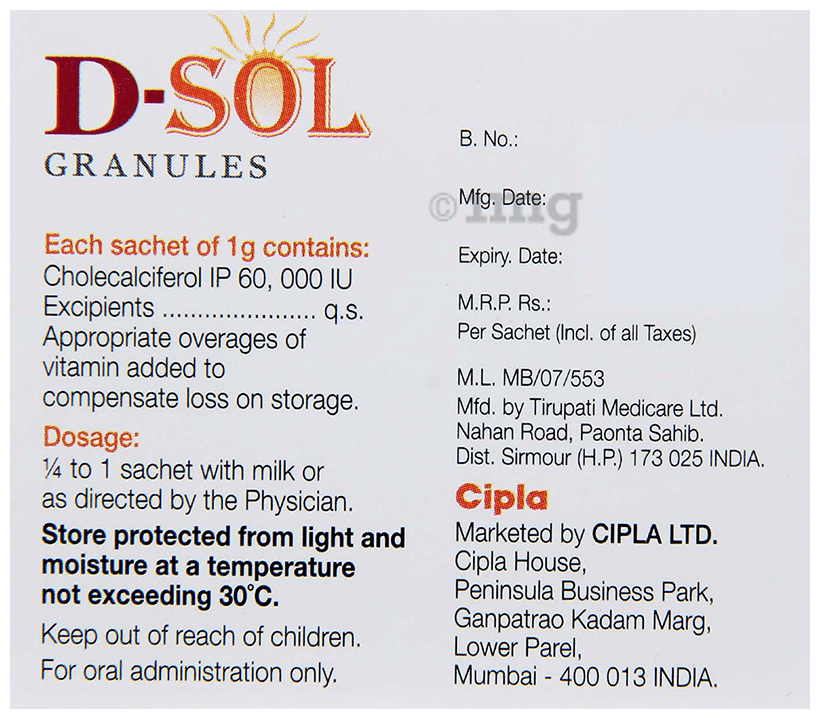 D-SOL
GRANULES
Each sachet of 1g contains:
Cholecalciferol IP 60, 000 IU
Excipients ...................... q.s.
Appropriate overages of
vitamin added to
compensate loss on storage.
Dosage:
¼ to 1 sachet with milk or
as directed by the Physician.
Store protected from light and
moisture at a temperature
not exceeding 30°C.
Keep out of reach of children.
For oral administration only.
B. No.:
Mfg. Date:
©1mg
Expiry. Date:
M.R.P. Rs.:
Per Sachet (Incl. of all Taxes)
M.L. MB/07/553
Mfd. by Tirupati Medicare Ltd.
Nahan Road, Paonta Sahib.
Dist. Sirmour (H.P.) 173 025 INDIA.
Cipla
Marketed by CIPLA LTD.
Cipla House,
Peninsula Business Park,
Ganpatrao Kadam Marg,
Lower Parel,
Mumbai - 400 013 INDIA.